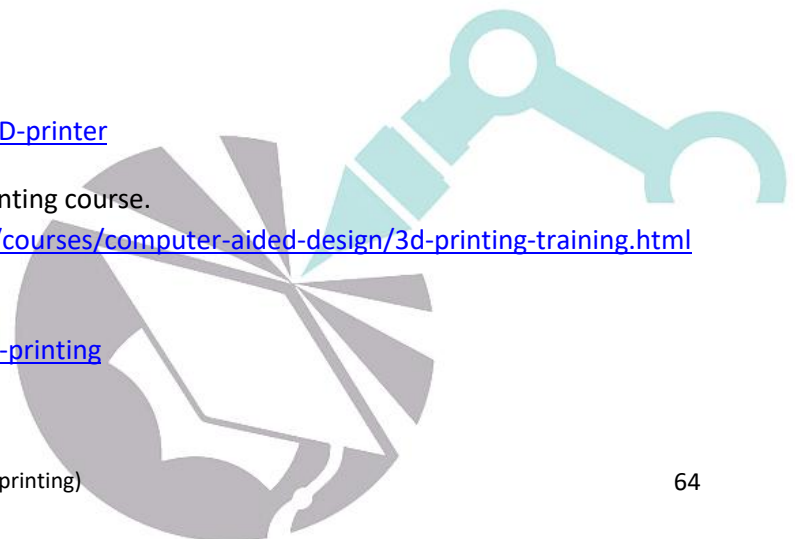 D-printer
nting course.
/courses/computer-aided-design/3d-printing-training.html
-printing
printing)
64